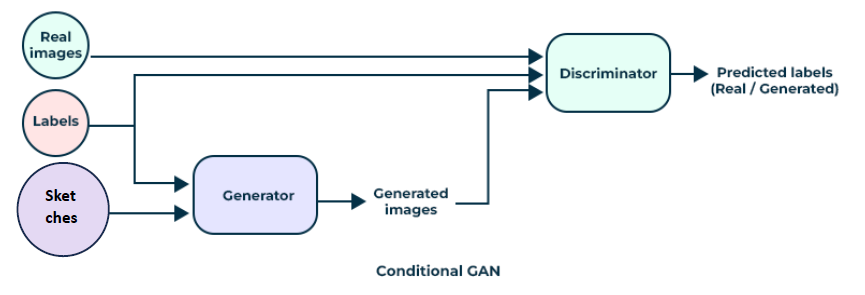 Real
images
Labels
Sket
ches
Generator
Generated
images
Discriminator
Predicted labels
(Real / Generated)
Conditional GAN